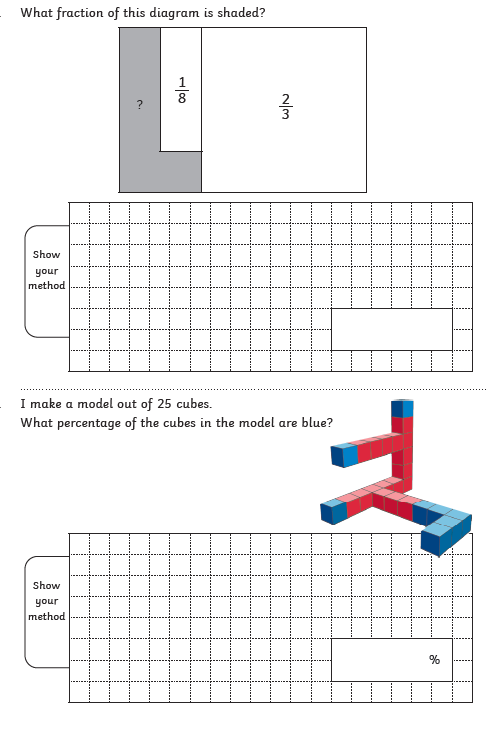 What fraction of this diagram is shaded?
?
1
8
2
3
Show
your
method
I make a model out of 25 cubes.
What percentage of the cubes in the model are blue?
Show
your
method
%